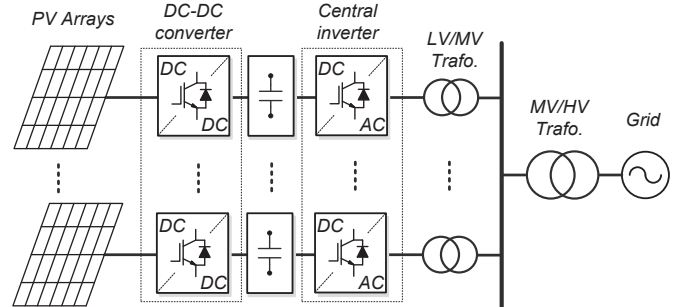 PV Arrays
DC-DC
converter
Central
inverter
LV/MV
Trafo.
MV/HV
Trafo.
Grid
DC
DC
DC
AC
DC
DC
DC
AC